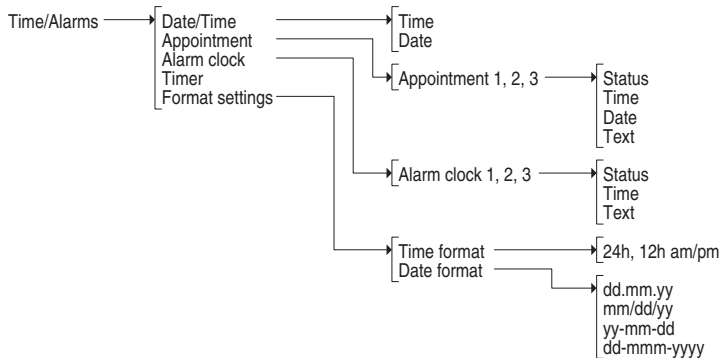 Time/Alarms
Date/Time
Appointment
Alarm clock
Timer
Format settings
Time
Date
Appointment 1, 2, 3
Status
Time
Date
Text
Alarm clock 1, 2, 3
Status
Time
Text
Time format
Date format
24h, 12h am/pm
dd.mm.yy
mm/dd/yy
yy-mm-dd
dd-mmm-yyyy